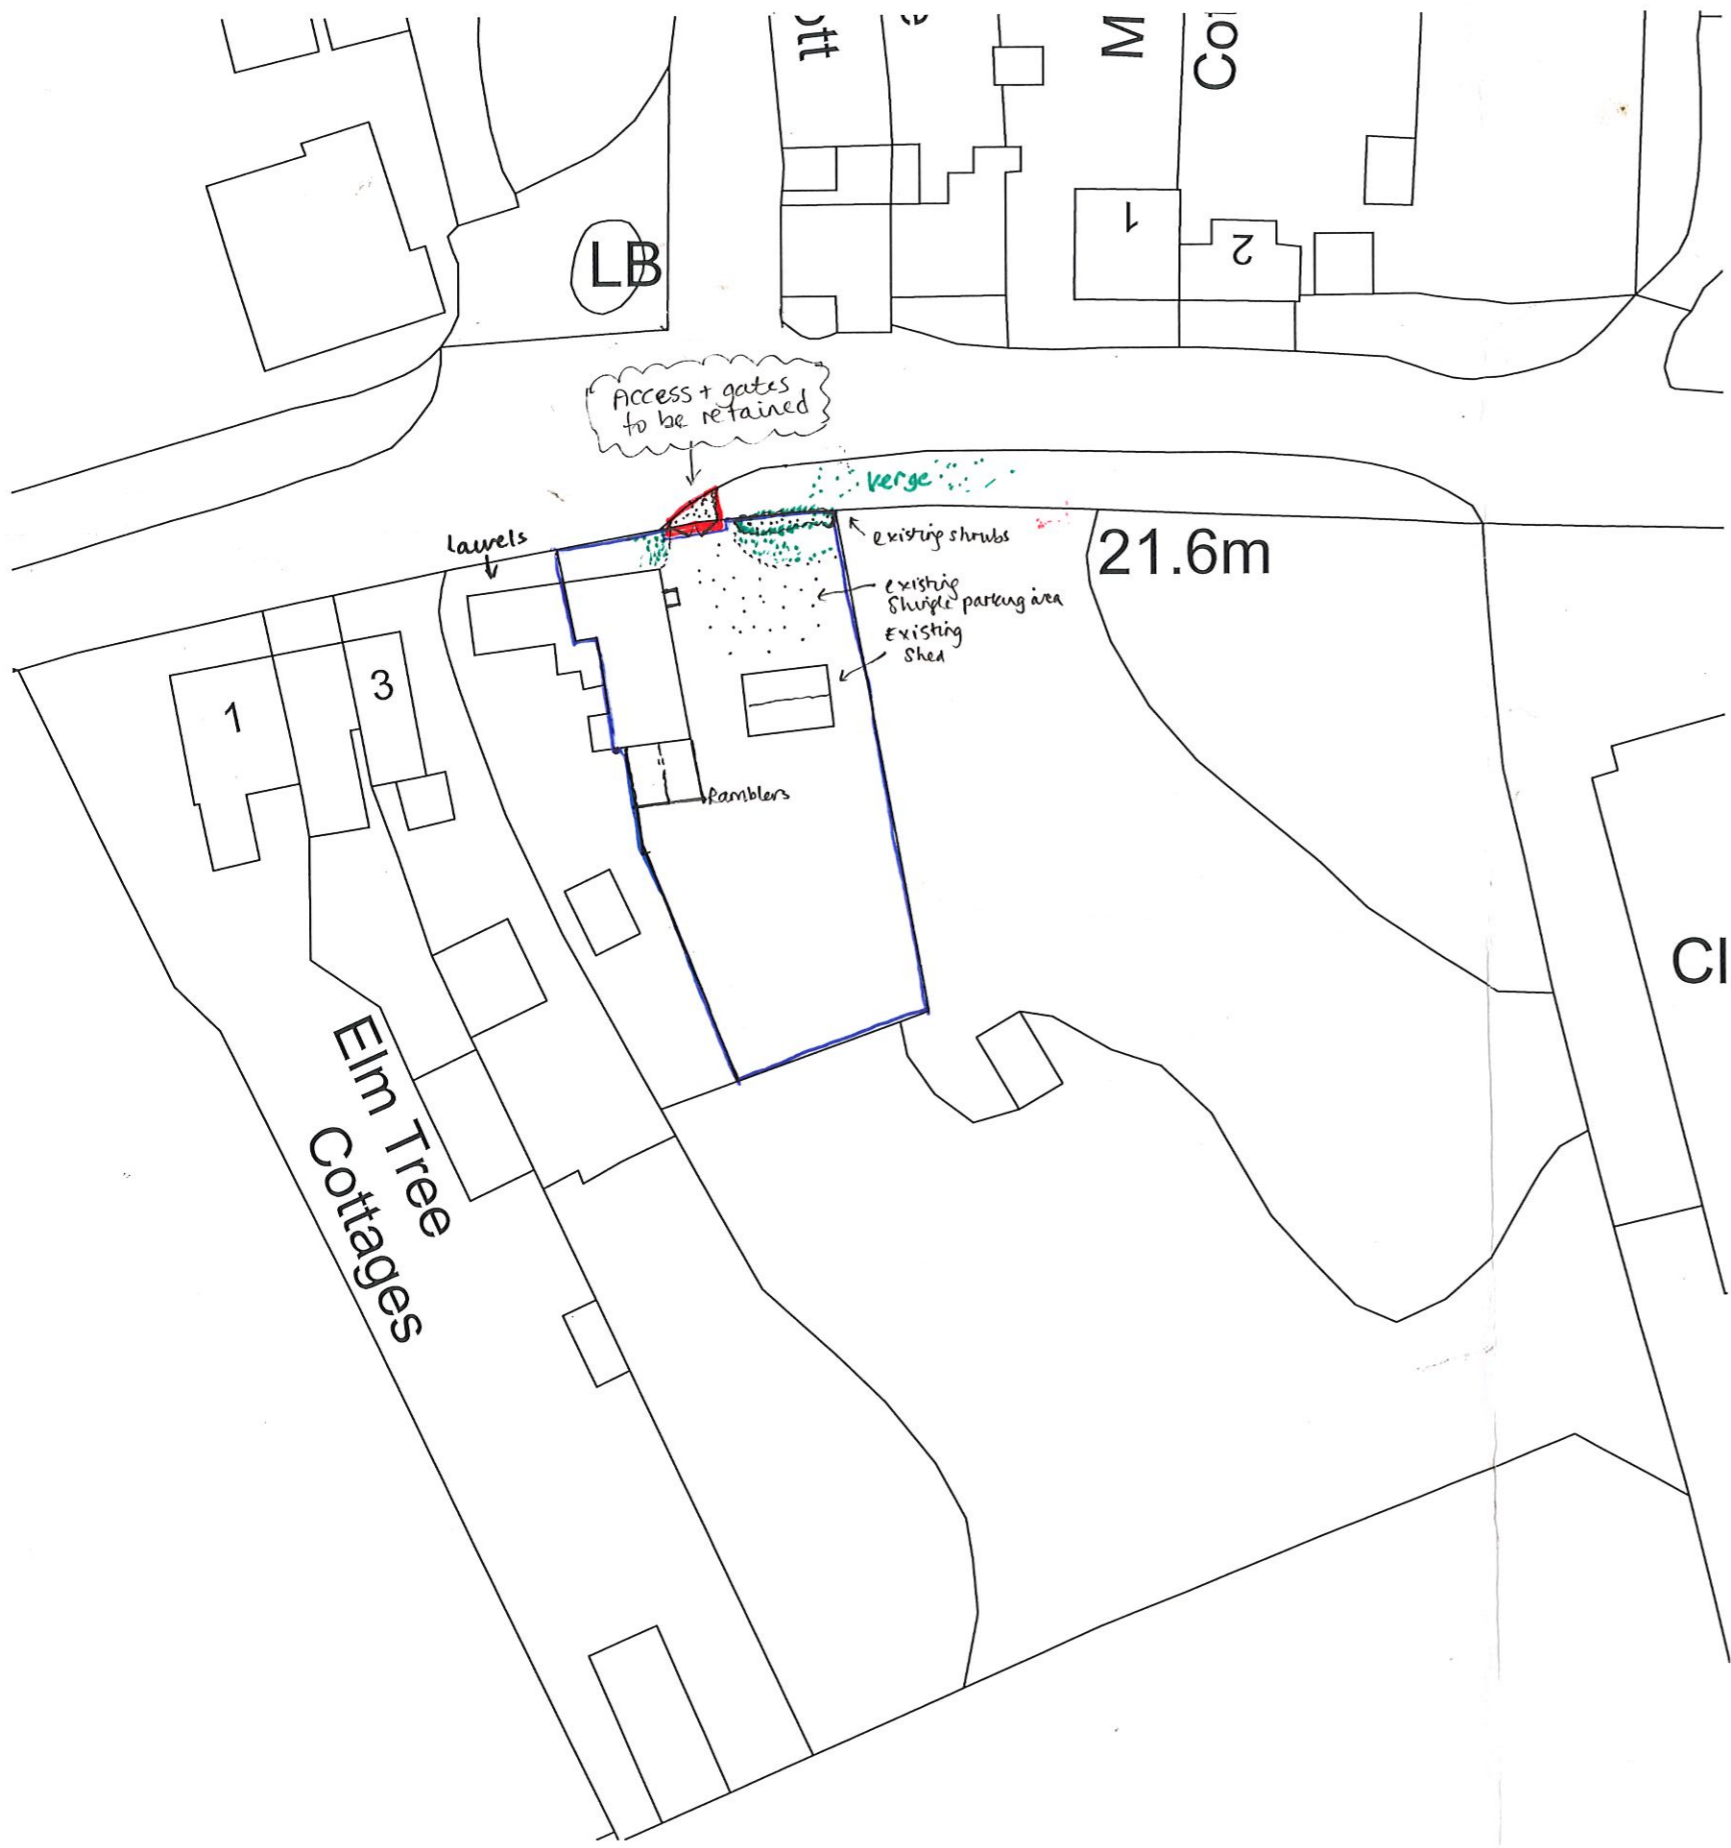 ott
e
M
Co
1
2
LB
Access + gates
to be retained
verge
Laurels
existing shrubs
21.6m
existing
Shingle parking area
Existing
Shed
1
3
Ramblers
Cl
Elm Tree
Cottages